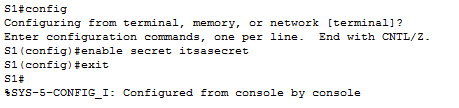 S1#config
Configuring from terminal, memory, or network [terminal]?
Enter configuration commands, one per line.  End with CNTL/Z.
S1(config)#enable secret itsasecret
S1(config)#exit
S1#
%SYS-5-CONFIG_I: Configured from console by console